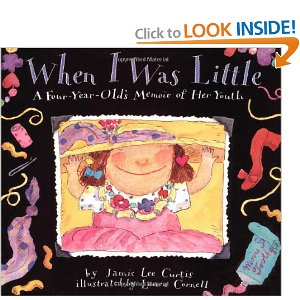 Click to LOOK INSIDE!
When I Was Little
A Four-Year-Old's Memoir of Her Youth
by Jamie Lee Curtis
illustrated by Laura Cornell